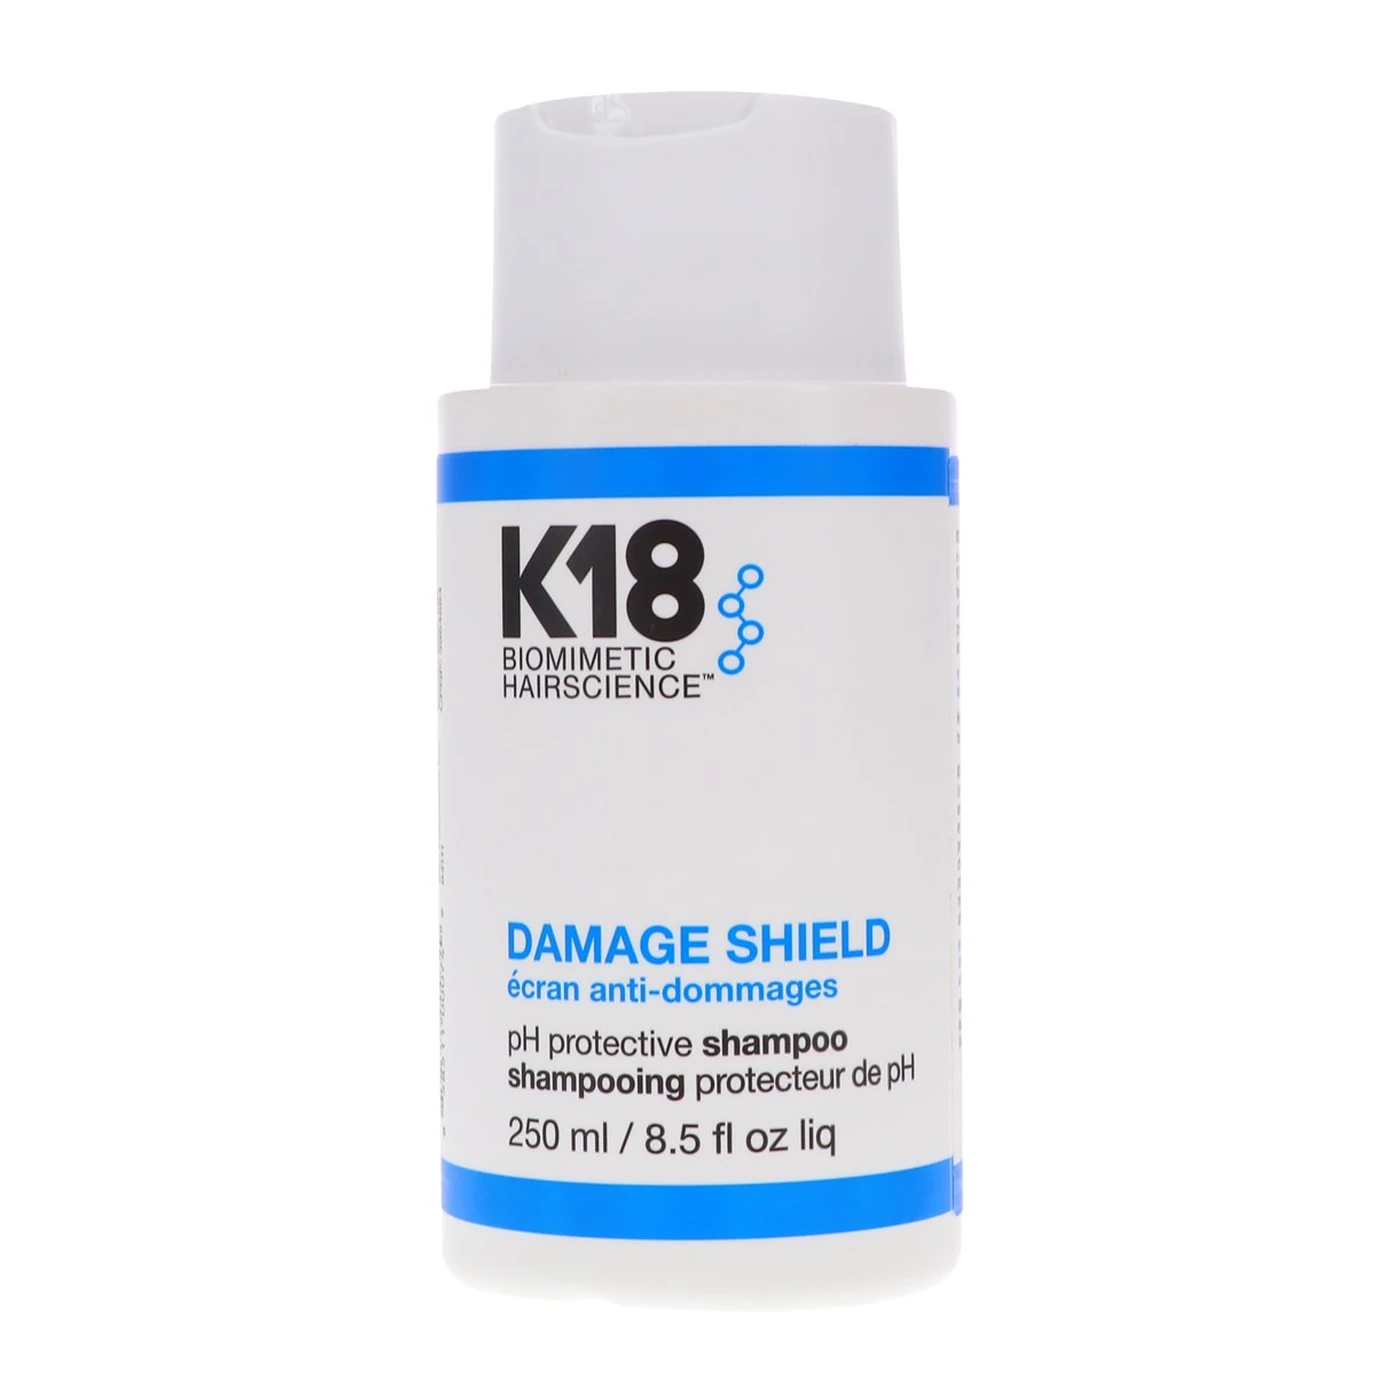 K18
BIOMIMETIC
HAIRSCIENCE™
DAMAGE SHIELD
écran anti-dommages
pH protective shampoo
shampooing protecteur de pH
250 ml / 8.5 fl oz liq